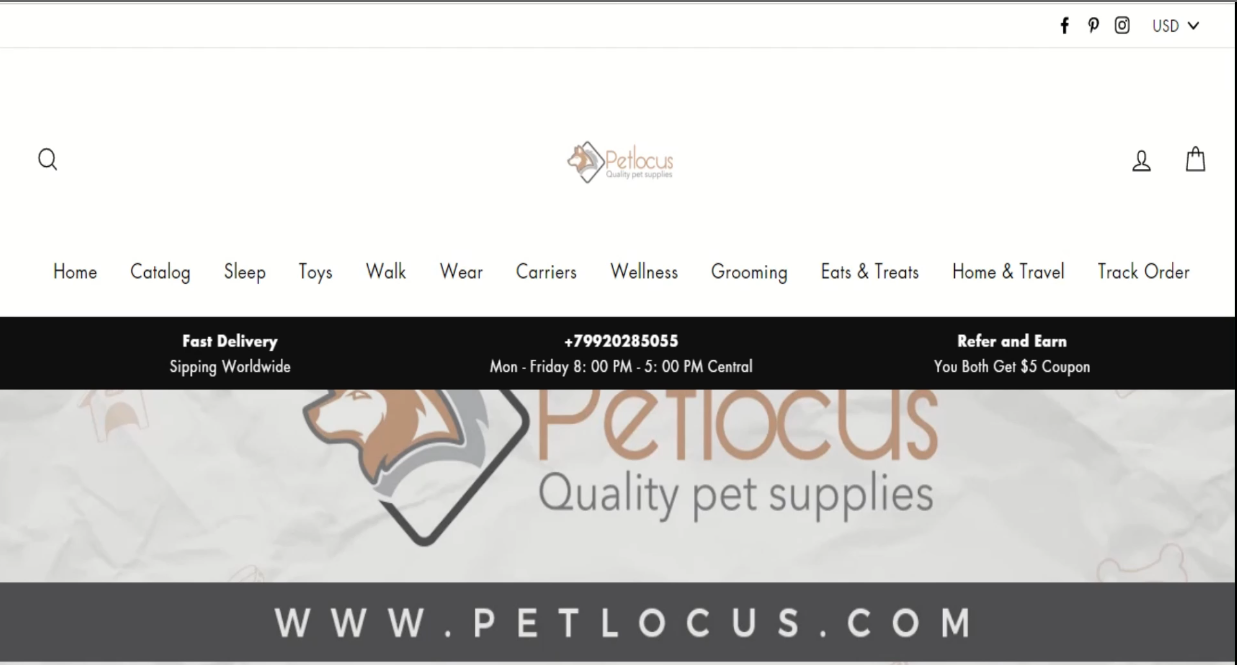 USD
Petlocus
Quality pet supplies
Home Catalog Sleep Toys Walk Wear Carriers Wellness Grooming Eats & Treats Home & Travel Track Order
Fast Delivery
Sipping Worldwide
+79920285055
Mon - Friday 8: 00 PM - 5: 00 PM Central
Refer and Earn
You Both Get $5 Coupon
Petlocus
Quality pet supplies
WWW.PETLOCUS.COM